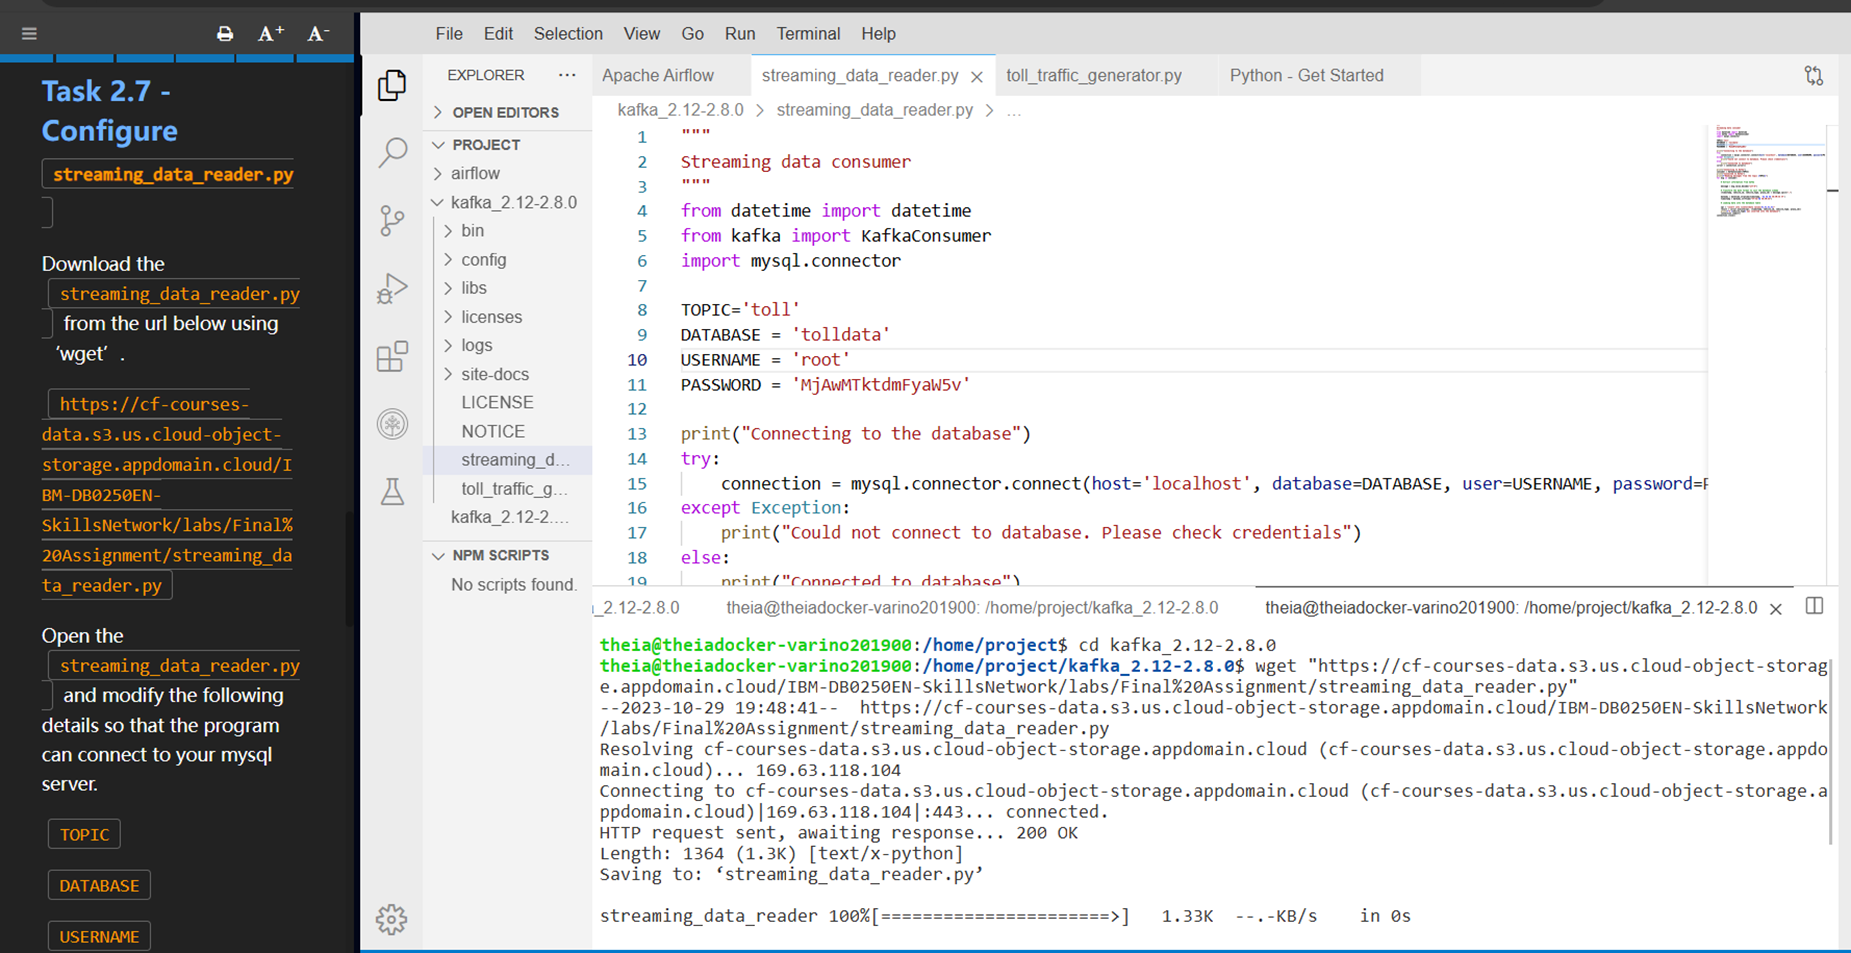 A+ A-
Task 2.7 -
Configure
streaming_data_reader.py
Download the
streaming_data_reader.py
from the url below using
‘wget’ .
https://cf-courses-
data.s3.us.cloud-object-
storage.appdomain.cloud/I
BM-DB0250EN-
SkillsNetwork/labs/Final%
20Assignment/streaming_da
ta_reader.py
Open the
streaming_data_reader.py
and modify the following
details so that the program
can connect to your mysql
server.
TOPIC
DATABASE
USERNAME
File Edit Selection View Go Run Terminal Help
EXPLORER ...
OPEN EDITORS
PROJECT
airflow
kafka_2.12-2.8.0
bin
config
libs
licenses
logs
site-docs
LICENSE
NOTICE
streaming_d...
toll_traffic_g...
kafka_2.12-2....
NPM SCRIPTS
No scripts found.
Apache Airflow streaming_data_reader.py toll_traffic_generator.py Python - Get Started
kafka_2.12-2.8.0 > streaming_data_reader.py > ...
1 """
2 Streaming data consumer
3 """
4 from datetime import datetime
5 from kafka import KafkaConsumer
6 import mysql.connector
7
8 TOPIC='toll'
9 DATABASE = 'tolldata'
10 USERNAME = 'root'
11 PASSWORD = 'MjAwMTktdmFyaW5v'
12
13 print("Connecting to the database")
14 try:
15 connection = mysql.connector.connect(host='localhost', database=DATABASE, user=USERNAME, password=P
16 except Exception:
17 print("Could not connect to database. Please check credentials")
18 else:
19 print("Connected to database")
_2.12-2.8.0 theia@theiadocker-varino201900: /home/project/kafka_2.12-2.8.0 theia@theiadocker-varino201900: /home/project/kafka_2.12-2.8.0
theia@theiadocker-varino201900:/home/project$ cd kafka_2.12-2.8.0
theia@theiadocker-varino201900:/home/project/kafka_2.12-2.8.0$ wget "https://cf-courses-data.s3.us.cloud-object-storag
e.appdomain.cloud/IBM-DB0250EN-SkillsNetwork/labs/Final%20Assignment/streaming_data_reader.py"
--2023-10-29 19:48:41-- https://cf-courses-data.s3.us.cloud-object-storage.appdomain.cloud/IBM-DB0250EN-SkillsNetwork
/labs/Final%20Assignment/streaming_data_reader.py
Resolving cf-courses-data.s3.us.cloud-object-storage.appdomain.cloud (cf-courses-data.s3.us.cloud-object-storage.appdo
main.cloud)... 169.63.118.104
Connecting to cf-courses-data.s3.us.cloud-object-storage.appdomain.cloud (cf-courses-data.s3.us.cloud-object-storage.a
ppdomain.cloud)|169.63.118.104|:443... connected.
HTTP request sent, awaiting response... 200 OK
Length: 1364 (1.3K) [text/x-python]
Saving to: ‘streaming_data_reader.py’
streaming_data_reader 100%[======================>] 1.33K --.-KB/s in 0s